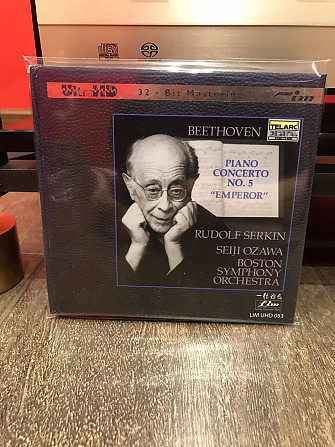 UltraHD 32 - Bit Mastering
BEETHOVEN
TELARC
PIANO
CONCERTO
NO. 5
"EMPEROR"
RUDOLF SERKIN
SEIJI OZAWA
BOSTON
SYMPHONY
ORCHESTRA
Lim
LIM UHD 053